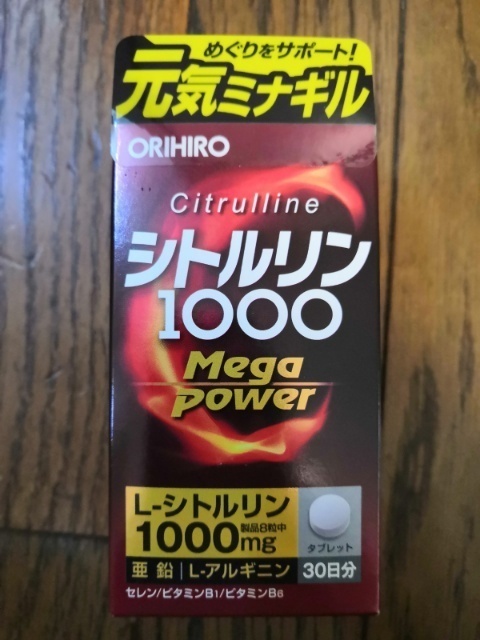 めぐりをサポート!
元気ミナギル
ORIHIRO
Citrulline
シトルリン
1000
Mega
power
L-シトルリン
1000mg 製品8粒中
タブレット
亜鉛 L-アルギニン 30日分
セレン/ビタミンB1/ビタミンB6